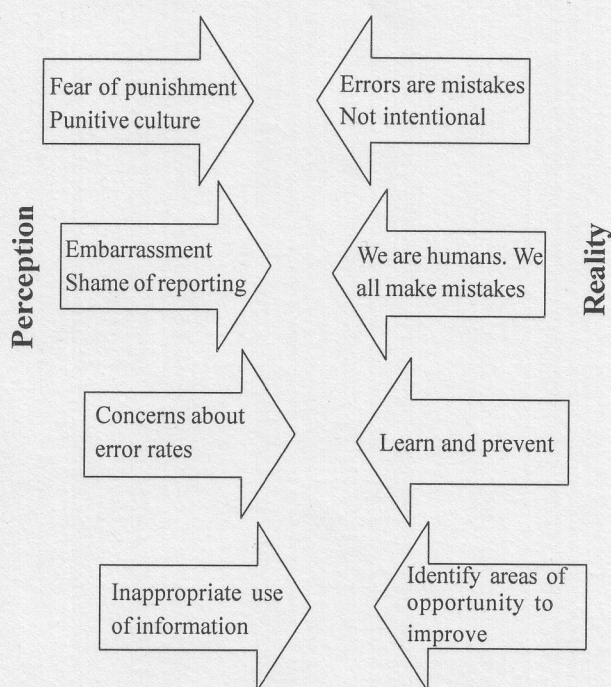 Fear of punishment
Punitive culture
Errors are mistakes
Not intentional
Perception
Embarrassment
Shame of reporting
We are humans. We
all make mistakes
Reality
Concerns about
error rates
Learn and prevent
Inappropriate use
of information
Identify areas of
opportunity to
improve